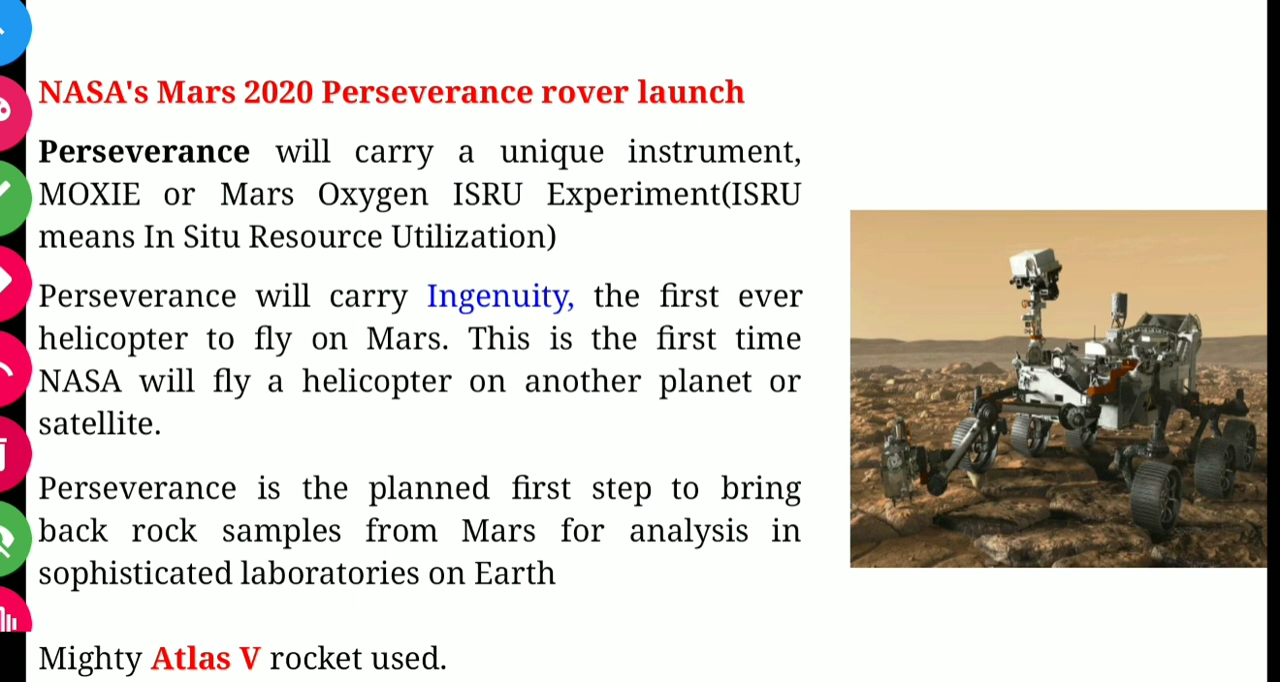 NASA's Mars 2020 Perseverance rover launch
Perseverance will carry a unique instrument,
MOXIE or Mars Oxygen ISRU Experiment(ISRU
means In Situ Resource Utilization)
Perseverance will carry Ingenuity, the first ever
helicopter to fly on Mars. This is the first time
NASA will fly a helicopter on another planet or
satellite.
Perseverance is the planned first step to bring
back rock samples from Mars for analysis in
sophisticated laboratories on Earth
Mighty Atlas V rocket used.